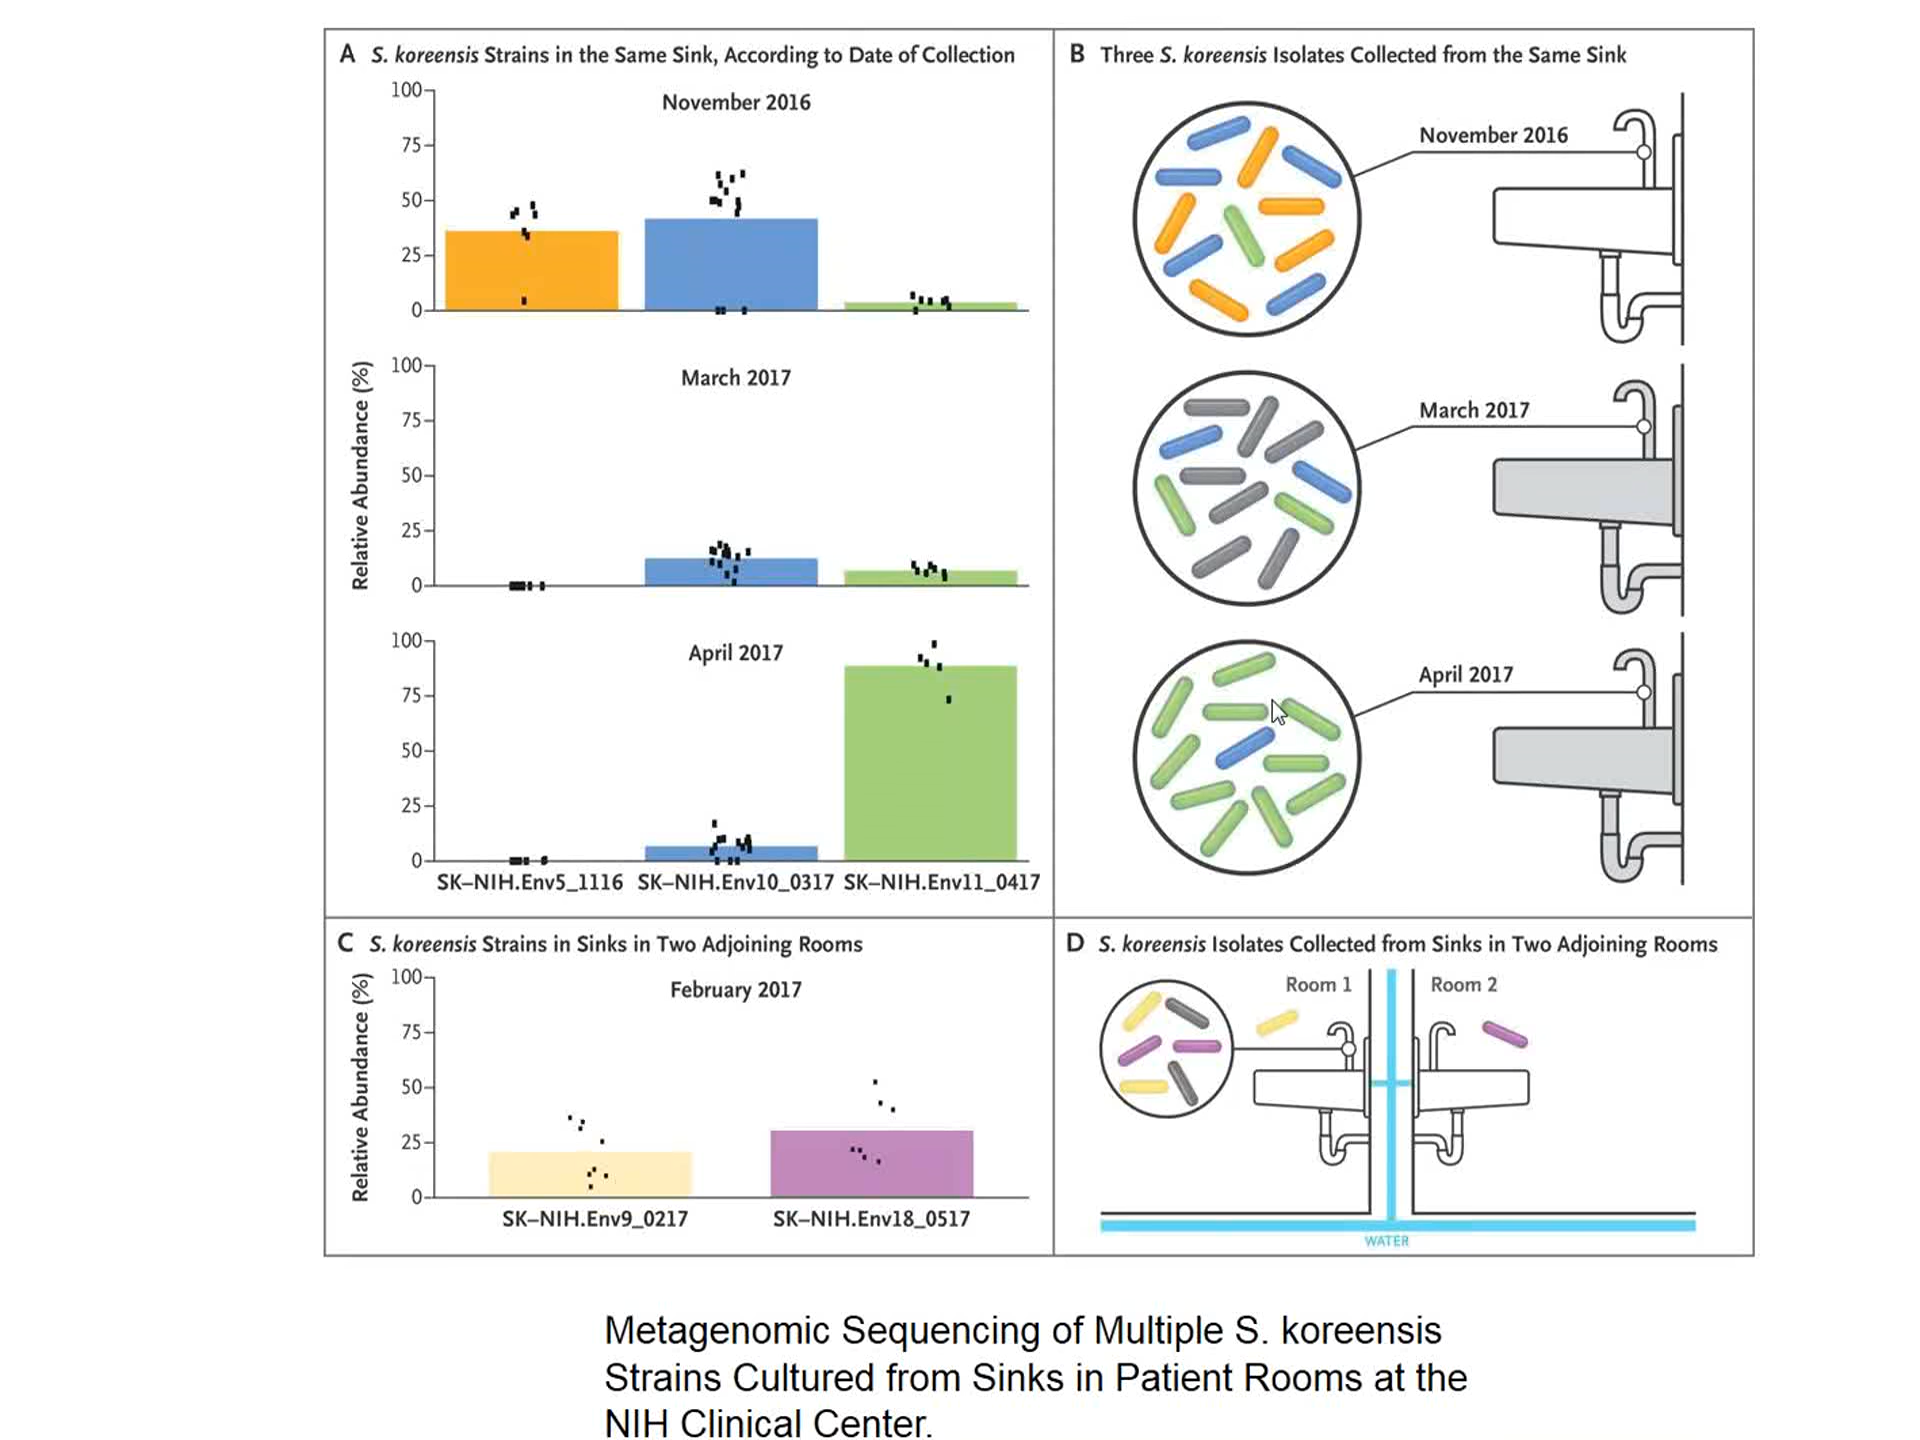 A S. koreensis Strains in the Same Sink, According to Date of Collection
100
75
50
25
0
November 2016
Relative Abundance (%)
100
75
50
25
0
March 2017
100
75
50
25
0
April 2017
SK–NIH.Env5_1116 SK–NIH.Env10_0317 SK–NIH.Env11_0417
B Three S. koreensis Isolates Collected from the Same Sink
November 2016
March 2017
April 2017
C S. koreensis Strains in Sinks in Two Adjoining Rooms
Relative Abundance (%)
100
75
50
25
0
February 2017
SK–NIH.Env9_0217 SK–NIH.Env18_0517
D S. koreensis Isolates Collected from Sinks in Two Adjoining Rooms
Room 1 Room 2
WATER
Metagenomic Sequencing of Multiple S. koreensis
Strains Cultured from Sinks in Patient Rooms at the
NIH Clinical Center.